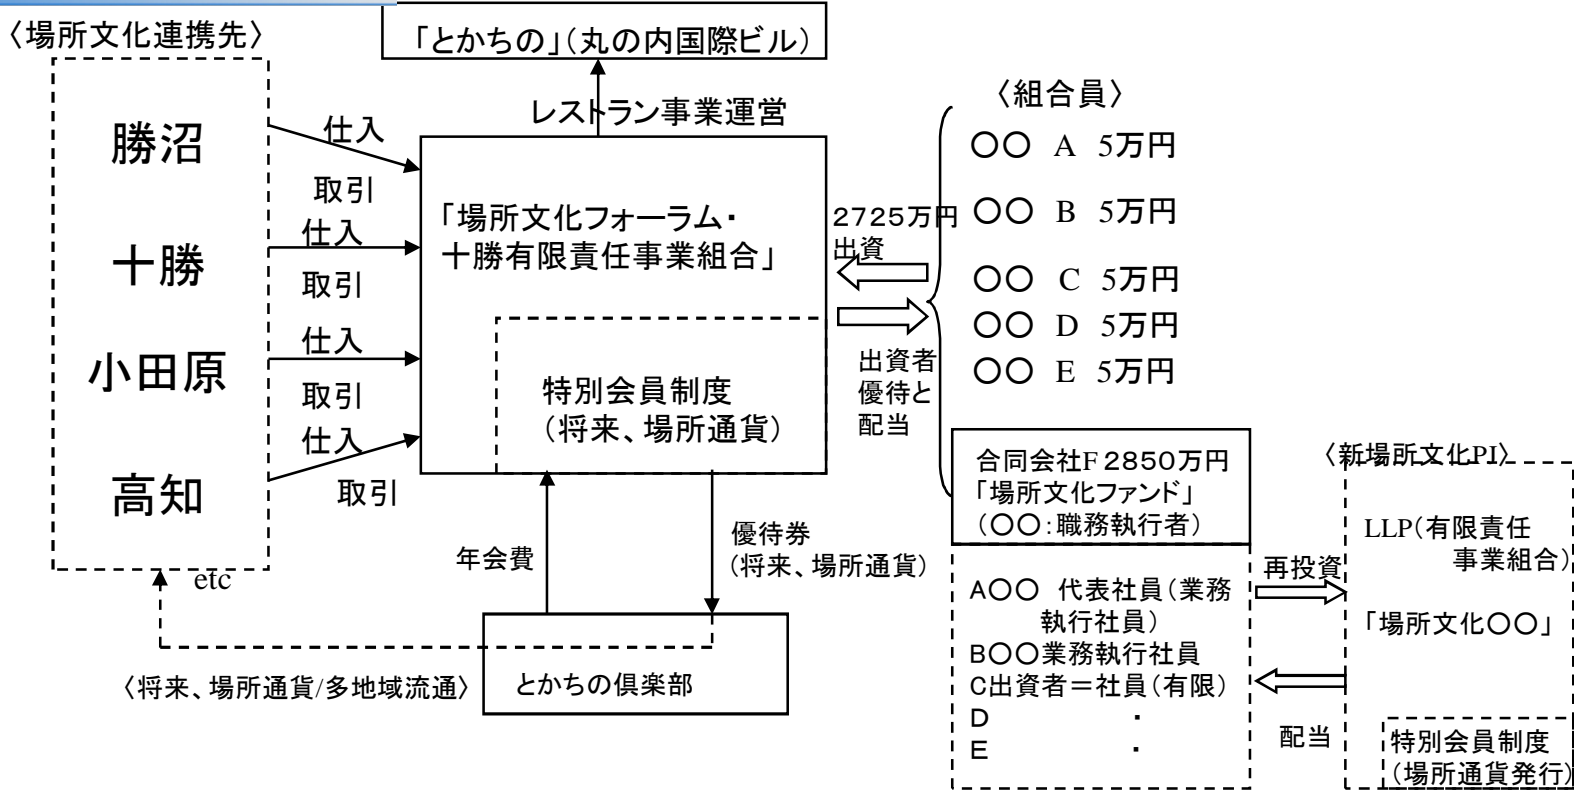 〈場所文化連携先〉
「とかちの」(丸の内国際ビル)
レストラン事業運営
勝沼
十勝
小田原
高知
etc
仕入
取引
仕入
取引
仕入
取引
仕入
取引
「場所文化フォーラム・
十勝有限責任事業組合」
特別会員制度
(将来、場所通貨)
2725万円
出資
出資者
優待と
配当
〈組合員〉
〇〇 A 5万円
〇〇 B 5万円
〇〇 C 5万円
〇〇 D 5万円
〇〇 E 5万円
合同会社F 2850万円
「場所文化ファンド」
(〇〇:職務執行者)
A〇〇 代表社員(業務
執行社員)
B〇〇業務執行社員
C出資者=社員(有限)
D ・
E ・
再投資
配当
〈新場所文化PI〉
LLP(有限責任
事業組合)
「場所文化〇〇」
特別会員制度
(場所通貨発行)
年会費
優待券
(将来、場所通貨)
とかちの倶楽部
〈将来、場所通貨/多地域流通〉